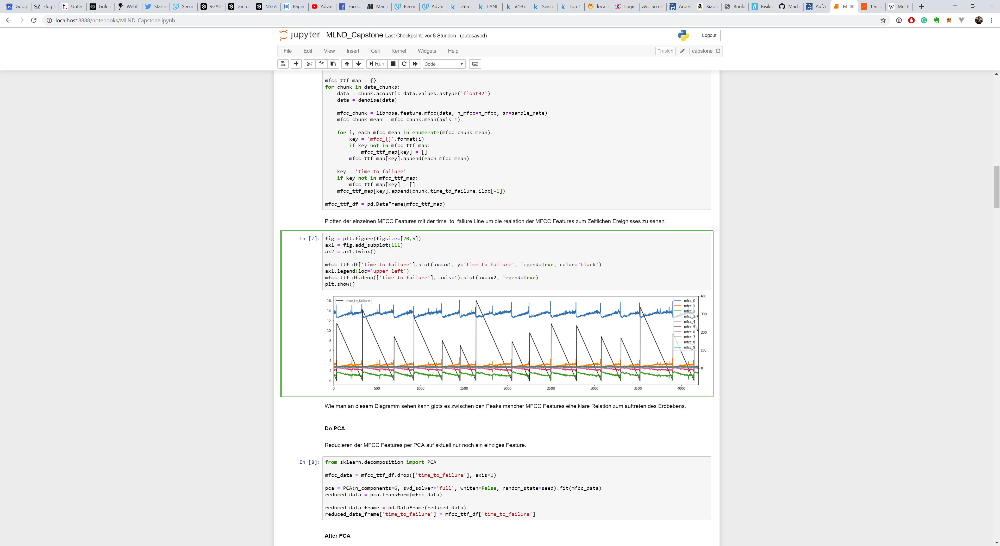 19 Goog
SZ Flug
t. Unter
Golem
Webfa
Starts
Secur
9GAG
Girl o
NSFW
Paper
Advar
Faceb
Mann
Becor
Advar
k Data
k LANL
k #1-G
k Seism
k Top 1
localh
Login
So er
Arbei
a Xiaon
Booki
Risiko
Mach
Aufze
M
Tenso
W Mel F
localhost:8888/notebooks/MLND_Capstone.ipynb
jupyter MLND_Capstone Last Checkpoint: vor 8 Stunden (autosaved)
Logout
File Edit View Insert Cell Kernel Widgets Help
Trusted capstone
Run Code
mfcc_ttf_map = {}
for chunk in data_chunks:
    data = chunk.acoustic_data.values.astype('float32')
    data = denoise(data)
    mfcc_chunk = librosa.feature.mfcc(data, n_mfcc=n_mfcc, sr=sample_rate)
    mfcc_chunk_mean = mfcc_chunk.mean(axis=1)
    for i, each_mfcc_mean in enumerate(mfcc_chunk_mean):
        key = 'mfcc_{}'.format(i)
        if key not in mfcc_ttf_map:
            mfcc_ttf_map[key] = []
        mfcc_ttf_map[key].append(each_mfcc_mean)
    key = 'time_to_failure'
    if key not in mfcc_ttf_map:
        mfcc_ttf_map[key] = []
    mfcc_ttf_map[key].append(chunk.time_to_failure.iloc[-1])
mfcc_ttf_df = pd.DataFrame(mfcc_ttf_map)
Plotten der einzelnen MFCC Features mit der time_to_failure Line um die realation der MFCC Features zum Zeitlichen Ereignisses zu sehen.
In [7]:
fig = plt.figure(figsize=[20,5])
ax1 = fig.add_subplot(111)
ax2 = ax1.twinx()
mfcc_ttf_df['time_to_failure'].plot(ax=ax1, y='time_to_failure', legend=True, color='black')
ax1.legend(loc='upper left')
mfcc_ttf_df.drop(['time_to_failure'], axis=1).plot(ax=ax2, legend=True)
plt.show()
16
14
12
10
8
6
4
2
0
time_to_failure
mfcc_0
mfcc_1
mfcc_2
mfcc_3
mfcc_4
mfcc_5
mfcc_6
mfcc_7
mfcc_8
mfcc_9
400
300
200
100
0
0 500 1000 1500 2000 2500 3000 3500 4000
Wie man an diesem Diagramm sehen kann gibts es zwischen den Peaks mancher MFCC Features eine klare Relation zum auftreten des Erdbebens.
Do PCA
Reduzieren der MFCC Features per PCA auf aktuell nur noch ein einziges Feature.
In [8]:
from sklearn.decomposition import PCA
mfcc_data = mfcc_ttf_df.drop(['time_to_failure'], axis=1)
pca = PCA(n_components=6, svd_solver='full', whiten=False, random_state=seed).fit(mfcc_data)
reduced_data = pca.transform(mfcc_data)
reduced_data_frame = pd.DataFrame(reduced_data)
reduced_data_frame['time_to_failure'] = mfcc_ttf_df['time_to_failure']
After PCA